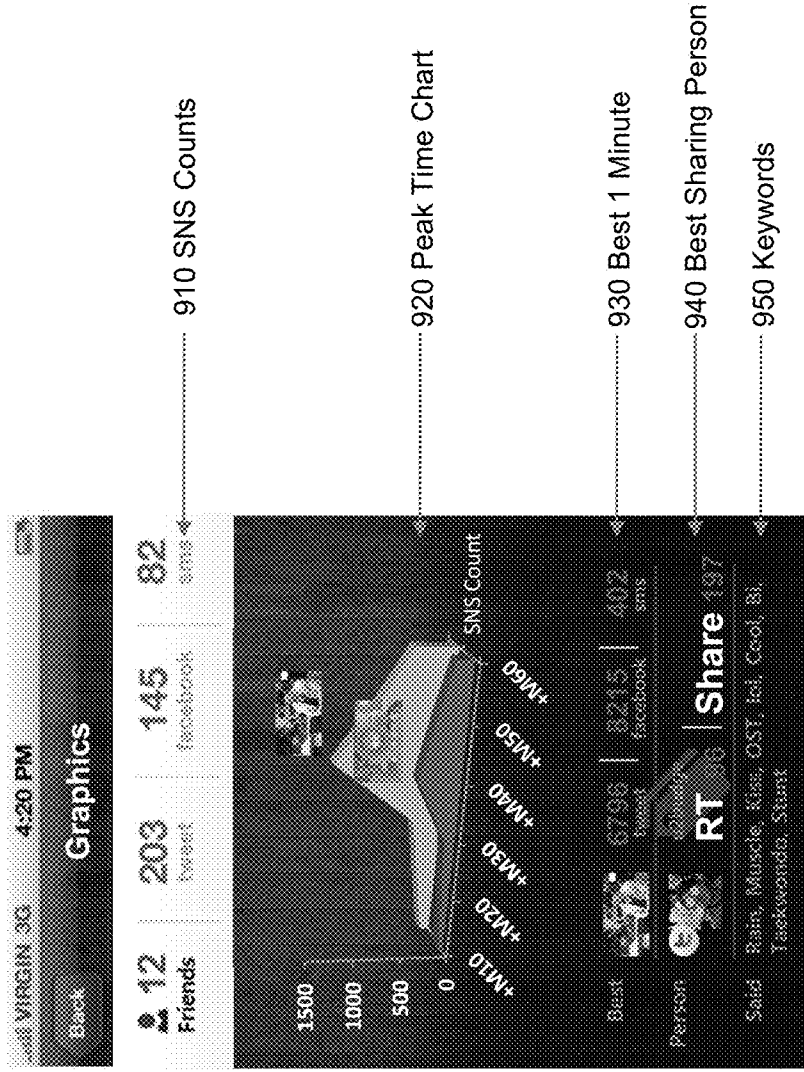 VIRGIN 3G 4:20 PM
Back Graphics
12 Friends
203 tweet
145 facebook
82 sms
910 SNS Counts
1500
1000
500
0
+M10
+M20
+M30
+M40
+M50
+M60
SNS Count
920 Peak Time Chart
Best
6796 tweet
8215 facebook
402 sms
930 Best 1 Minute
Person
RT
Share 197
940 Best Sharing Person
Said Rain, Muscle, Kiss, OST, Cool, Bi,
Taekwondo, Stunt
950 Keywords